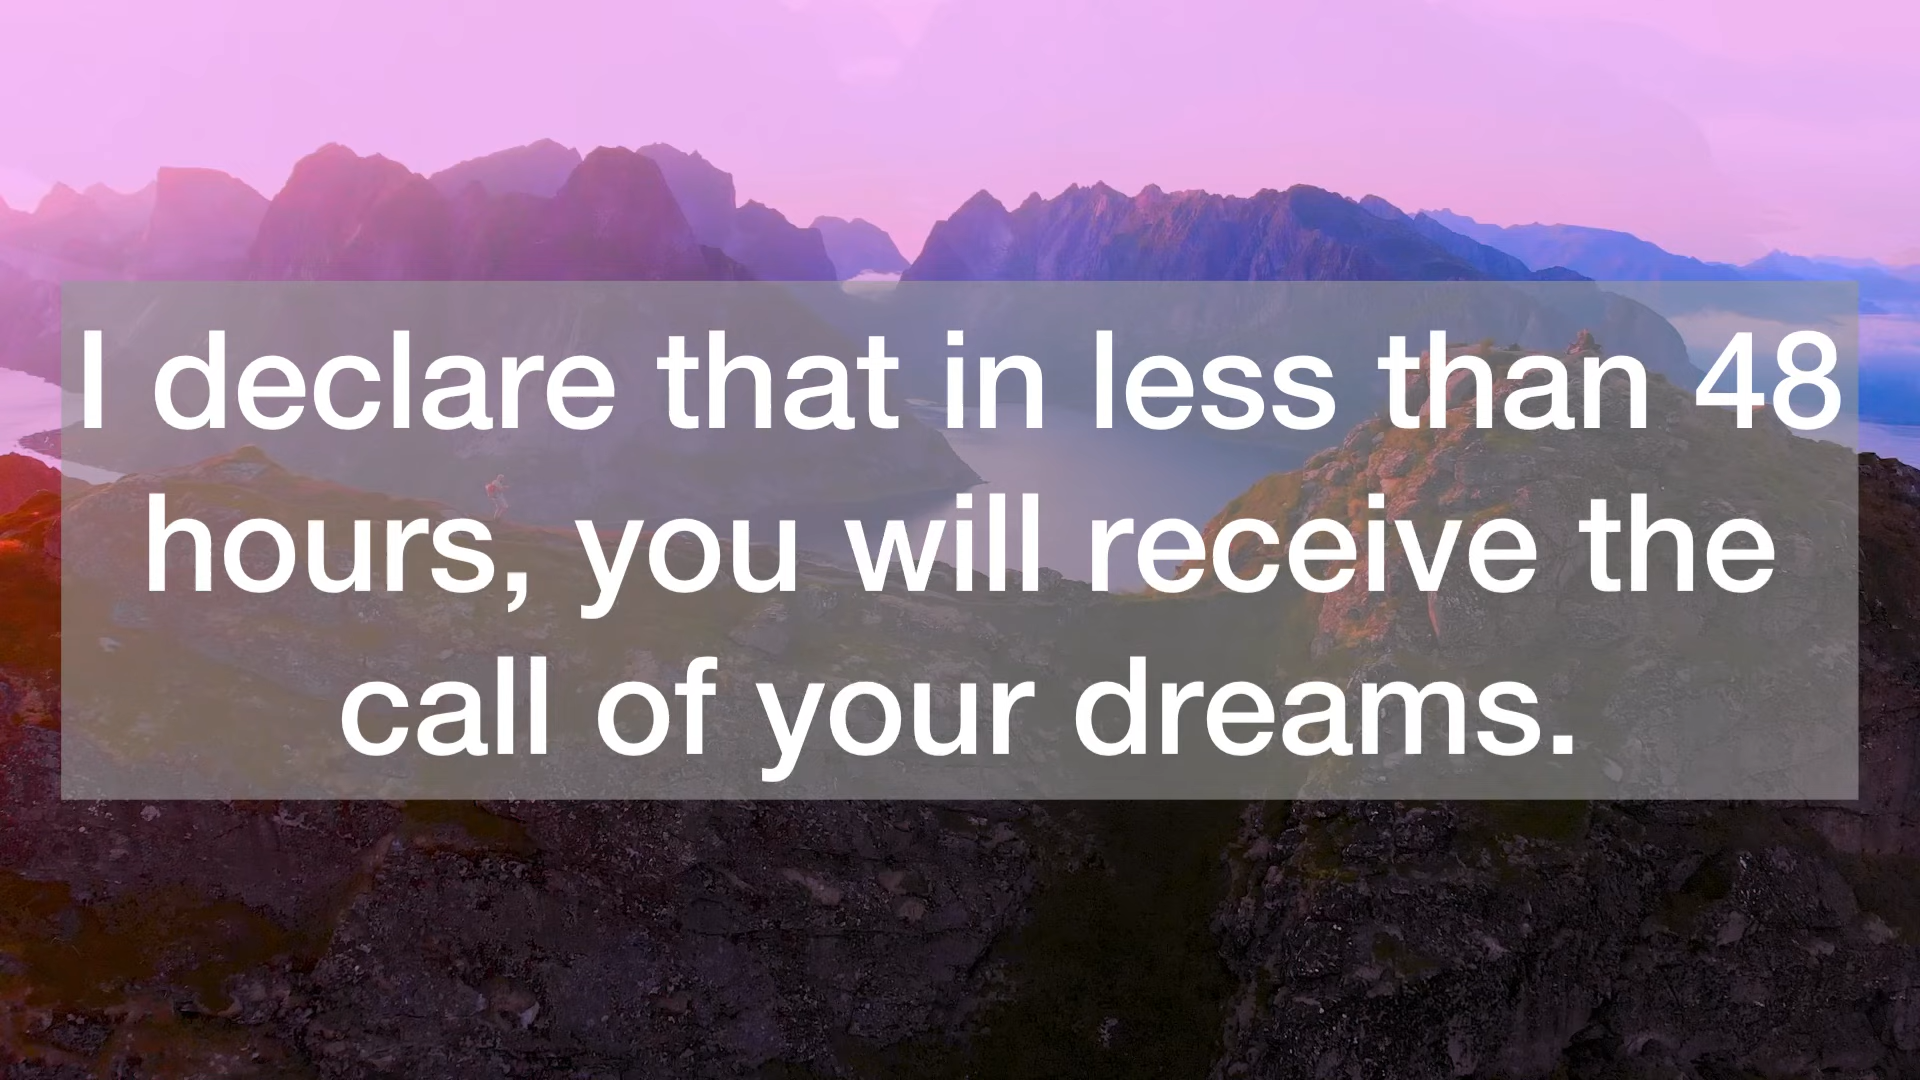 I declare that in less than 48
hours, you will receive the
call of your dreams.